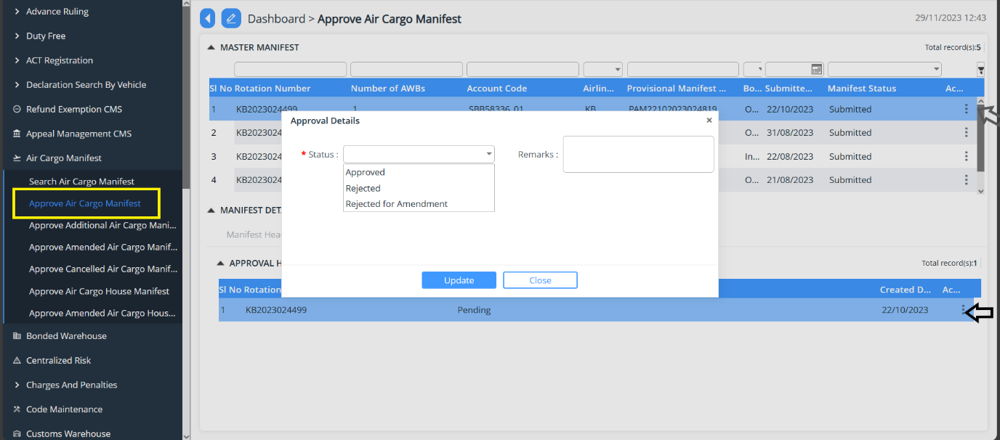 Advance Ruling
Duty Free
ACT Registration
Declaration Search By Vehicle
Refund Exemption CMS
Appeal Management CMS
Air Cargo Manifest
Search Air Cargo Manifest
Approve Air Cargo Manifest
Approve Additional Air Cargo Mani...
Approve Amended Air Cargo Manif...
Approve Cancelled Air Cargo Manif...
Approve Air Cargo House Manifest
Approve Amended Air Cargo Hous...
Bonded Warehouse
Centralized Risk
Charges And Penalties
Code Maintenance
Customs Warehouse
Dashboard > Approve Air Cargo Manifest
29/11/2023 12:43
MASTER MANIFEST
Total record(s):5
Sl No Rotation Number Number of AWBs Account Code Airlin... Provisional Manifest ... Bo... Submitte... Manifest Status Ac...
1 KB2023024499 1 SBB58336_01 KB PAM22102023024819 O... 22/10/2023 Submitted
2 KB202302 O... 31/08/2023 Submitted
3 KB202302 In... 22/08/2023 Submitted
4 KB202302 O... 21/08/2023 Submitted
Approval Details
* Status :
Remarks :
Approved
Rejected
Rejected for Amendment
Update Close
MANIFEST DET
Manifest Hea
APPROVAL H
Total record(s):1
Sl No Rotation Created D... Ac...
1 KB2023024499 Pending 22/10/2023